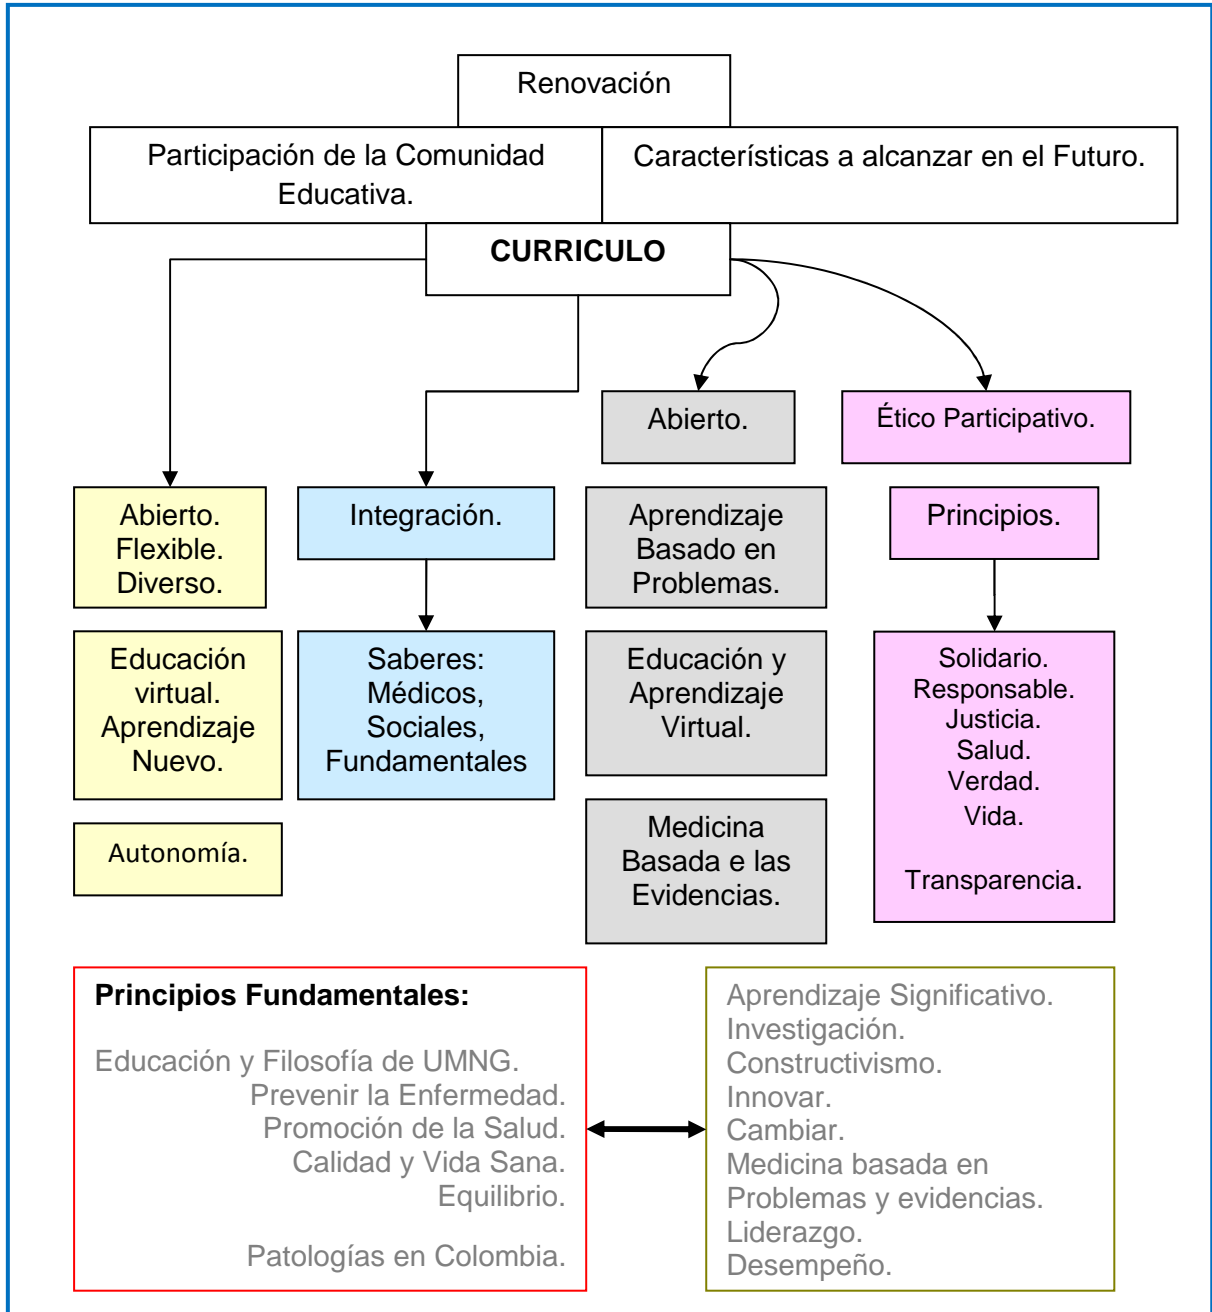 Renovación
Participación de la Comunidad
Educativa.
Características a alcanzar en el Futuro.
CURRICULO
Abierto.
Ético Participativo.
Abierto.
Flexible.
Diverso.
Integración.
Aprendizaje
Basado en
Problemas.
Principios.
Educación
virtual.
Aprendizaje
Nuevo.
Saberes:
Médicos,
Sociales,
Fundamentales
Educación y
Aprendizaje
Virtual.
Solidario.
Responsable.
Justicia.
Salud.
Verdad.
Vida.
Transparencia.
Autonomía.
Medicina
Basada e las
Evidencias.
Principios Fundamentales:
Educación y Filosofía de UMNG.
Prevenir la Enfermedad.
Promoción de la Salud.
Calidad y Vida Sana.
Equilibrio.
Patologías en Colombia.
Aprendizaje Significativo.
Investigación.
Constructivismo.
Innovar.
Cambiar.
Medicina basada en
Problemas y evidencias.
Liderazgo.
Desempeño.